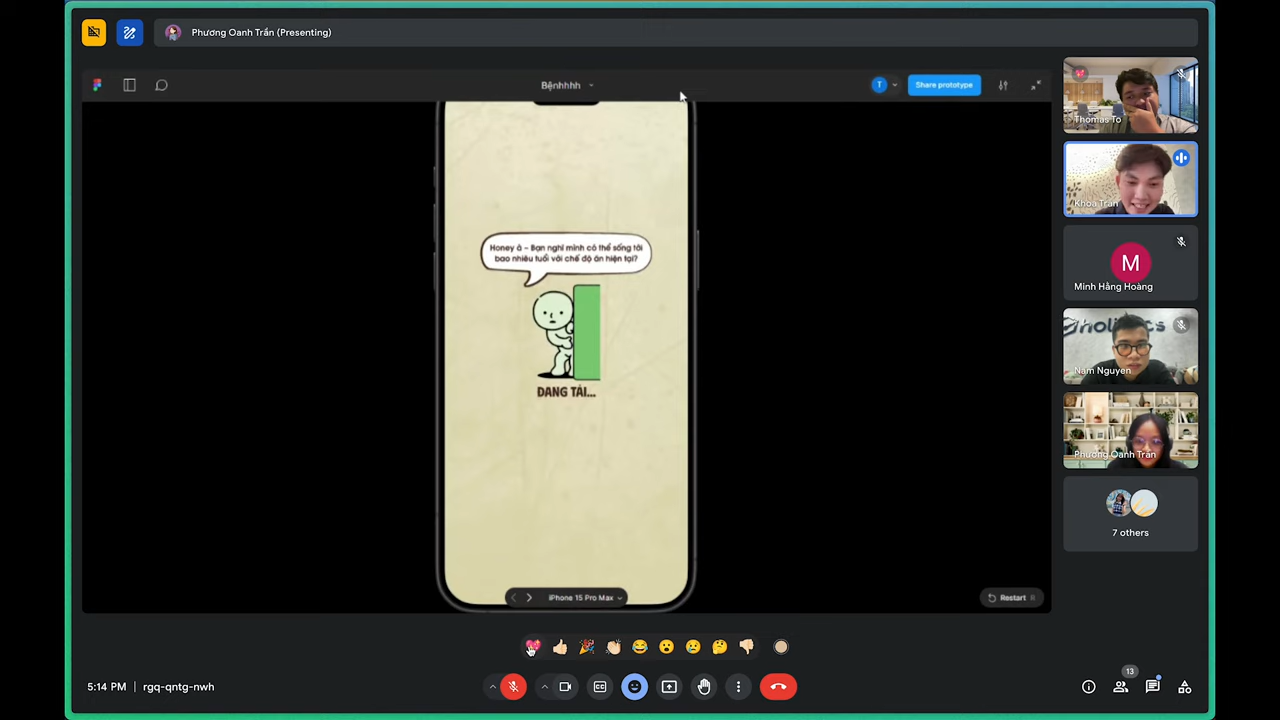 Phương Oanh Trần (Presenting)
Bệnhhhh
T
Share prototype
Honey à - Bạn nghĩ mình có thể sống tới
bao nhiêu tuổi với chế độ ăn hiện tại?
ĐANG TẢI...
iPhone 15 Pro Max
Restart R
Thomas To
Khoa Tran
M
Minh Hằng Hoàng
holistics
Nam Nguyen
Phương Oanh Trần
7 others
5:14 PM
rgq-qntg-nwh
13